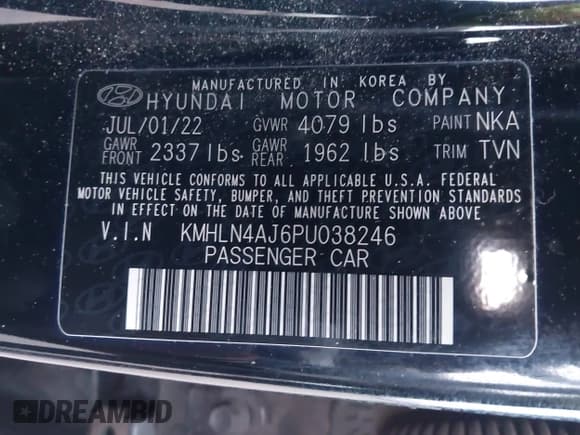 MANUFACTURED IN KOREA BY
HYUNDAI MOTOR COMPANY
JUL/01/22 GVWR 4079 lbs PAINT NKA
GAWR FRONT 2337 lbs GAWR REAR 1962 lbs TRIM TVN
THIS VEHICLE CONFORMS TO ALL APPLICABLE U.S.A. FEDERAL
MOTOR VEHICLE SAFETY, BUMPER, AND THEFT PREVENTION STANDARDS
IN EFFECT ON THE DATE OF MANUFACTURE SHOWN ABOVE
V.I.N KMHLN4AJ6PU038246
PASSENGER CAR
DREAMBID